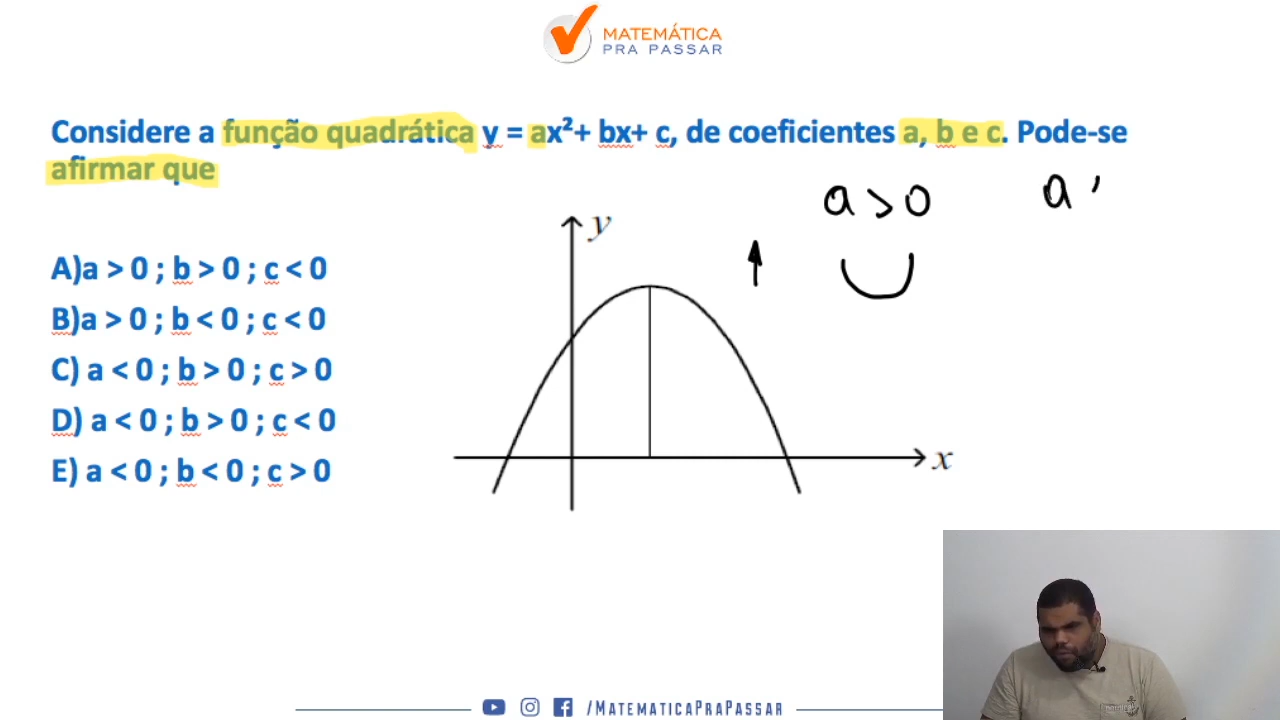 MATEMÁTICA
PRA PASSAR
Considere a função quadrática y = ax²+ bx+ c, de coeficientes a, b e c. Pode-se
afirmar que
a > 0
a
y
A)a > 0 ; b > 0 ; c < 0
B)a > 0 ; b < 0 ; c < 0
C) a < 0 ; b > 0 ; c > 0
D) a < 0 ; b > 0 ; c < 0
E) a < 0 ; b < 0 ; c > 0
x
/MATEMATICAPRAPASSAR